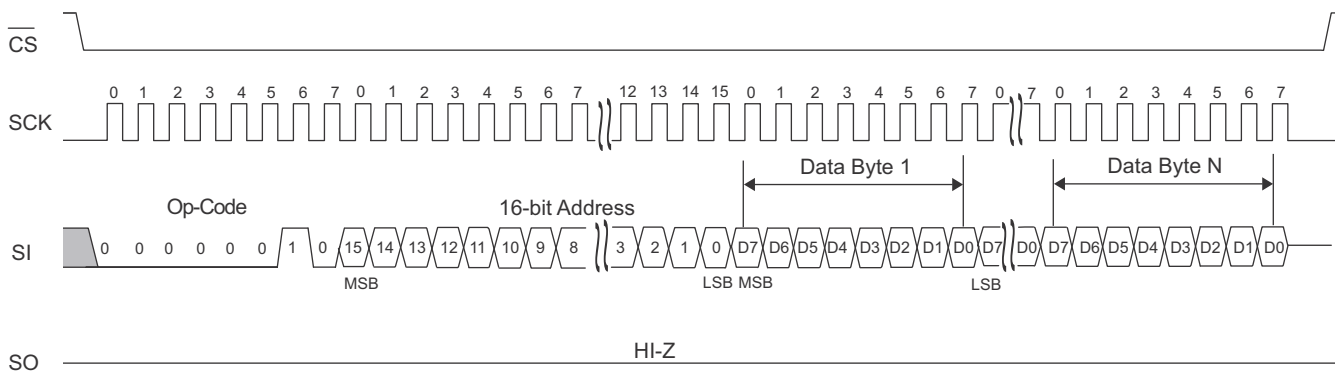 CS
0 1 2 3 4 5 6 7 0 1 2 3 4 5 6 7 12 13 14 15 0 1 2 3 4 5 6 7 0 7 0 1 2 3 4 5 6 7
SCK
Data Byte 1 Data Byte N
Op-Code 16-bit Address
SI 0 0 0 0 0 0 1 0 15 14 13 12 11 10 9 8 3 2 1 0 D7 D6 D5 D4 D3 D2 D1 D0 D7 D0 D7 D6 D5 D4 D3 D2 D1 D0
MSB LSB MSB LSB
HI-Z
SO